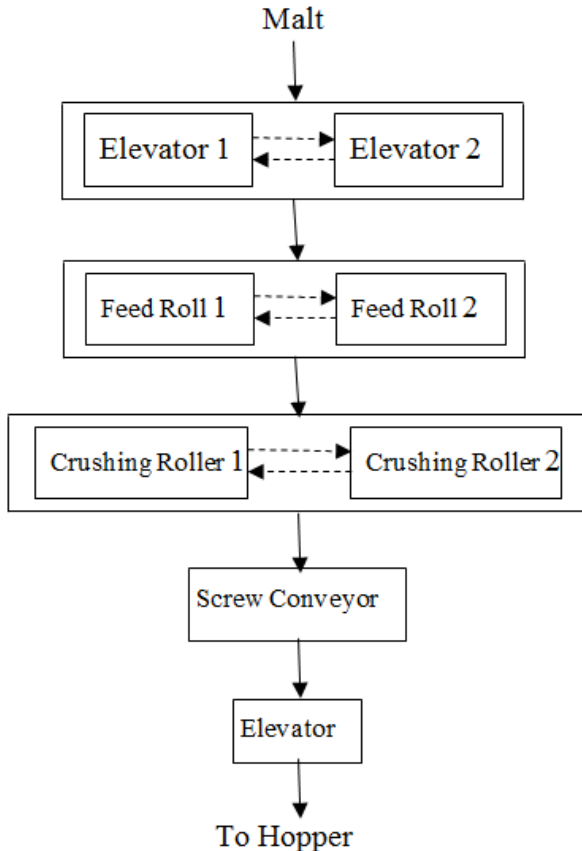 Malt
Elevator 1
Elevator 2
Feed Roll 1
Feed Roll 2
Crushing Roller 1
Crushing Roller 2
Screw Conveyor
Elevator
To Hopper